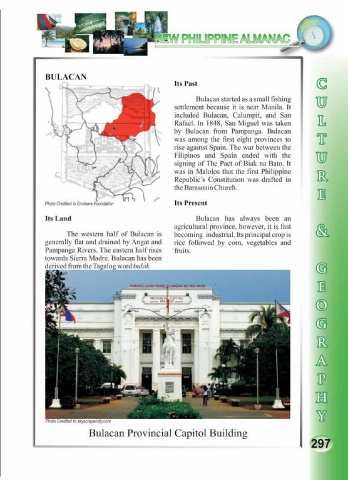 NEW PHILIPPINE ALMANAC
BULACAN
Photo Credited to Enclvare Foundation
Its Land
The western half of Bulacan is
generally flat and drained by Angat and
Pampanga Rivers. The eastern half rises
towards Sierra Madre. Bulacan has been
derived from the Tagalog word bulak.
Its Past
Bulacan started as a small fishing
settlement because it is near Manila. It
included Bulacan, Calumpit, and San
Rafael. In 1848, San Miguel was taken
by Bulacan from Pampanga. Bulacan
was among the first eight provinces to
rise against Spain. The war between the
Filipinos and Spain ended with the
signing of The Pact of Biak na Bato. It
was in Malolos that the first Philippine
Republic's Constitution was drafted in
the Barasoain Church.
Its Present
Bulacan has always been an
agricultural province, however, it is fast
becoming industrial. Its principal crop is
rice followed by corn, vegetables and
fruits.
Photo Credited to skyscrapercity.com
Bulacan Provincial Capitol Building
CULTURE & GEOGRAPHY
297